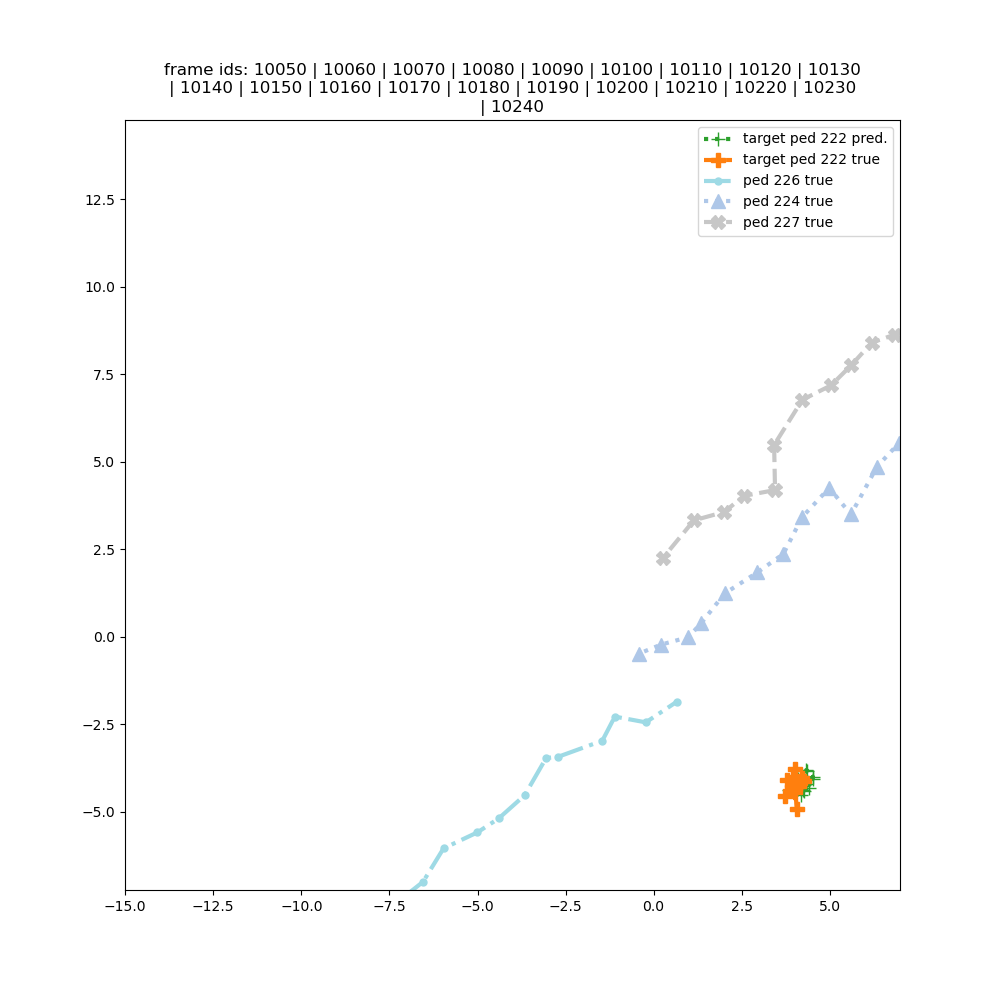 frame ids: 10050 | 10060 | 10070 | 10080 | 10090 | 10100 | 10110 | 10120 | 10130
| 10140 | 10150 | 10160 | 10170 | 10180 | 10190 | 10200 | 10210 | 10220 | 10230
| 10240
target ped 222 pred.
target ped 222 true
ped 226 true
ped 224 true
ped 227 true
12.5
10.0
7.5
5.0
2.5
0.0
−2.5
−5.0
−15.0 −12.5 −10.0 −7.5 −5.0 −2.5 0.0 2.5 5.0